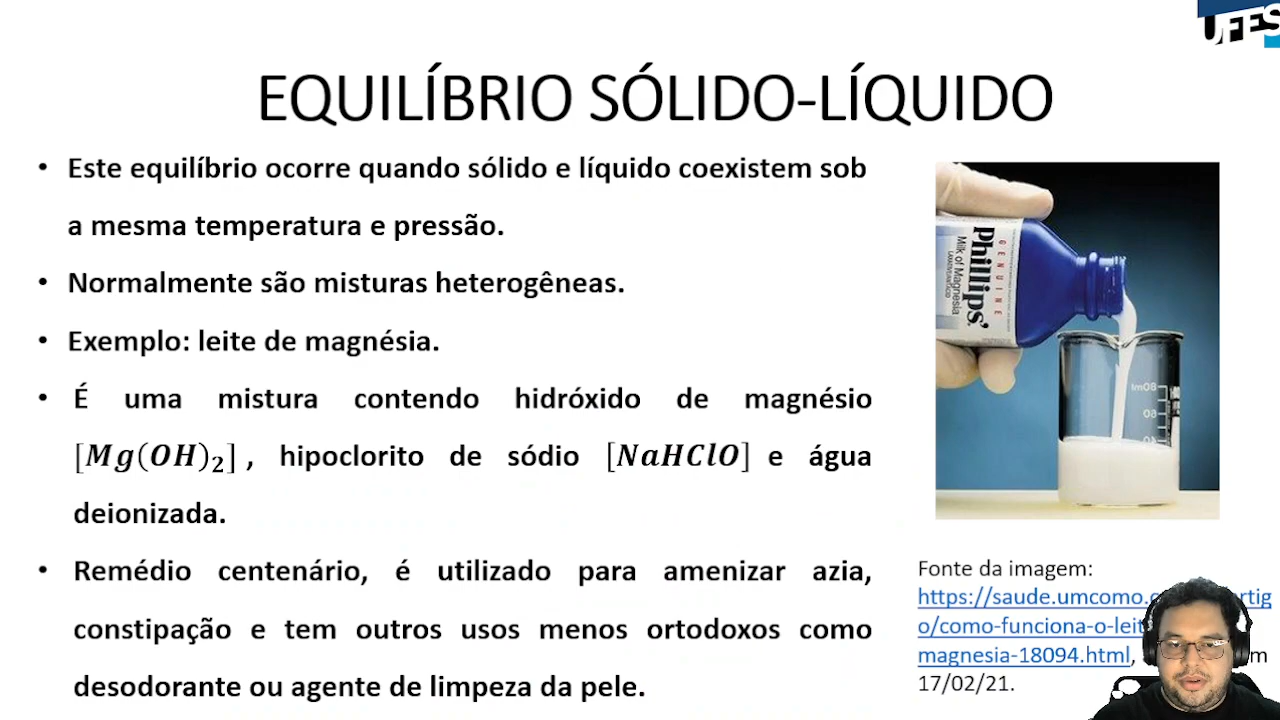 UFES
EQUILÍBRIO SÓLIDO-LÍQUIDO
• Este equilíbrio ocorre quando sólido e líquido coexistem sob
a mesma temperatura e pressão.
• Normalmente são misturas heterogêneas.
• Exemplo: leite de magnésia.
• É uma mistura contendo hidróxido de magnésio
[Mg(OH)₂], hipoclorito de sódio [NaHClO] e água
deionizada.
• Remédio centenário, é utilizado para amenizar azia,
constipação e tem outros usos menos ortodoxos como
desodorante ou agente de limpeza da pele.
GENUINE
Phillips'
Milk of Magnesia
80ml
60
40
Fonte da imagem:
https://saude.umcomo.
o/como-funciona-o-leit
magnesia-18094.html,
17/02/21.